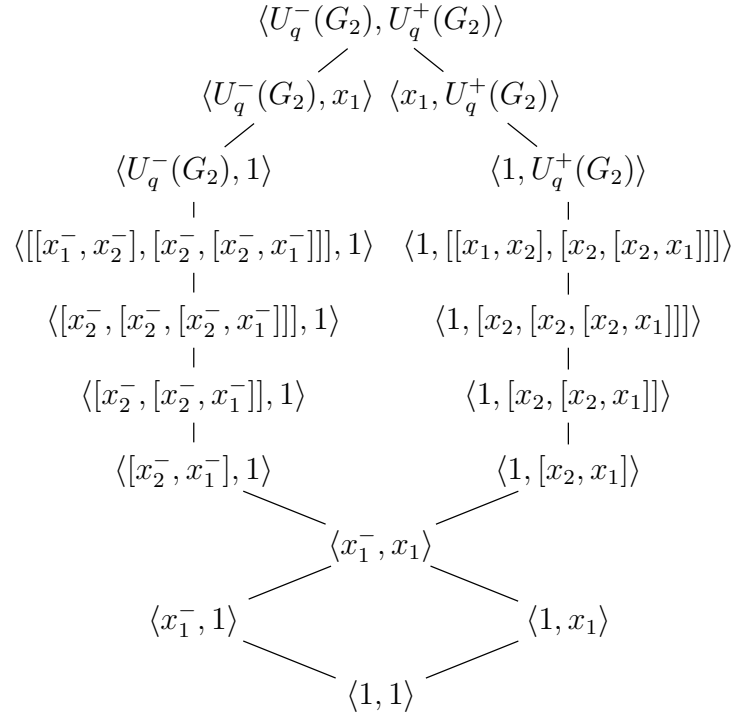 ⟨U_q^-(G_2), U_q^+(G_2)⟩
⟨U_q^-(G_2), x_1⟩ ⟨x_1, U_q^+(G_2)⟩
⟨U_q^-(G_2), 1⟩ ⟨1, U_q^+(G_2)⟩
⟨[[x_1^-, x_2^-], [x_2^-, [x_2^-, x_1^-]]], 1⟩ ⟨1, [[x_1, x_2], [x_2, [x_2, x_1]]]⟩
⟨[x_2^-, [x_2^-, [x_2^-, x_1^-]]], 1⟩ ⟨1, [x_2, [x_2, [x_2, x_1]]]⟩
⟨[x_2^-, [x_2^-, x_1^-]], 1⟩ ⟨1, [x_2, [x_2, x_1]]⟩
⟨[x_2^-, x_1^-], 1⟩ ⟨1, [x_2, x_1]⟩
⟨x_1^-, x_1⟩
⟨x_1^-, 1⟩ ⟨1, x_1⟩
⟨1, 1⟩